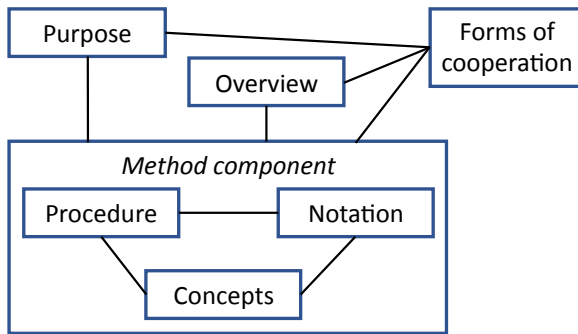 Purpose
Forms of
cooperation
Overview
Method component
Procedure
Notation
Concepts